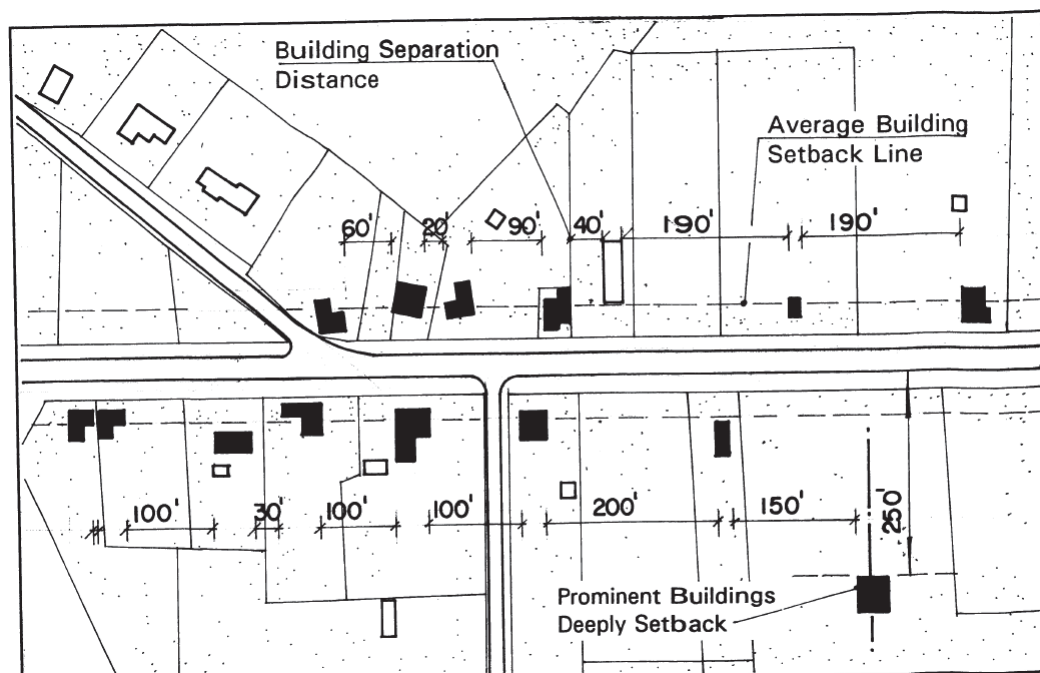 Building Separation
Distance
Average Building
Setback Line
60' 20' 90' 40' 190' 190'
100' 30' 100' 100' 200' 150'
250'
Prominent Buildings
Deeply Setback